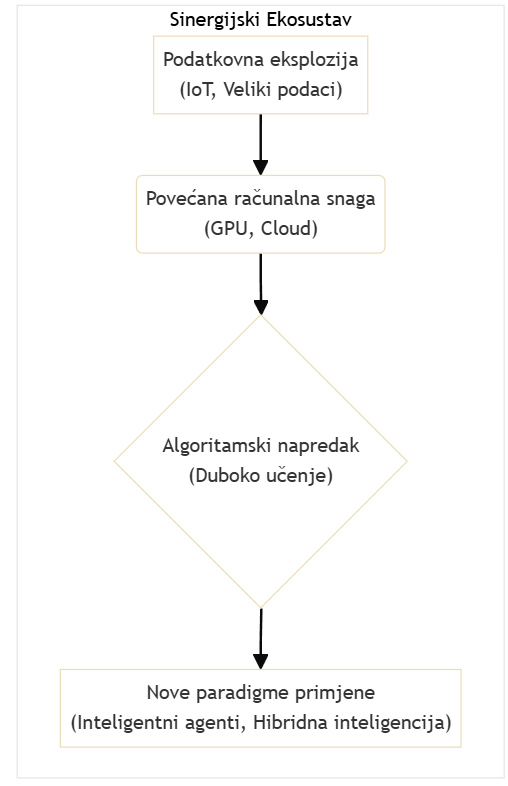 Sinergijski Ekosustav
Podatkovna eksplozija
(IoT, Veliki podaci)
Povećana računalna snaga
(GPU, Cloud)
Algoritamski napredak
(Duboko učenje)
Nove paradigme primjene
(Inteligentni agenti, Hibridna inteligencija)